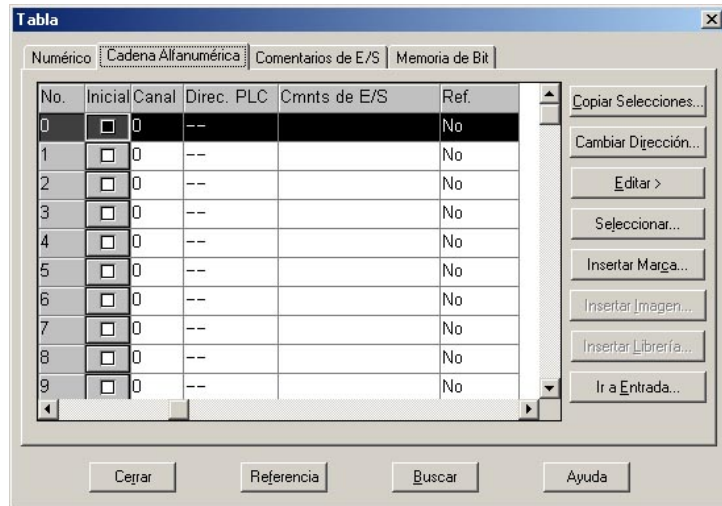 Tabla
Numérico Cadena Alfanumérica Comentarios de E/S Memoria de Bit
No. Inicial Canal Direc. PLC Cmnts de E/S Ref.
0 0 -- No
1 0 -- No
2 0 -- No
3 0 -- No
4 0 -- No
5 0 -- No
6 0 -- No
7 0 -- No
8 0 -- No
9 0 -- No
Copiar Selecciones...
Cambiar Dirección...
Editar >
Seleccionar...
Insertar Marca...
Insertar Imagen...
Insertar Librería...
Ir a Entrada...
Cerrar Referencia Buscar Ayuda